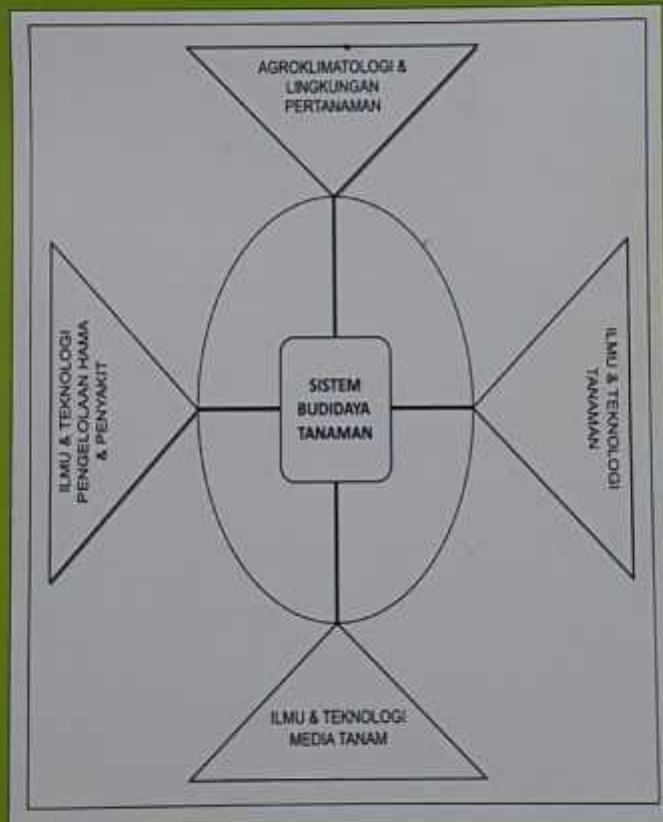 AGROKLIMATOLOGI &
LINGKUNGAN
PERTANAMAN
ILMU & TEKNOLOGI
PENGELOLAAN HAMA
& PENYAKIT
SISTEM
BUDIDAYA
TANAMAN
ILMU & TEKNOLOGI
TANAMAN
ILMU & TEKNOLOGI
MEDIA TANAM